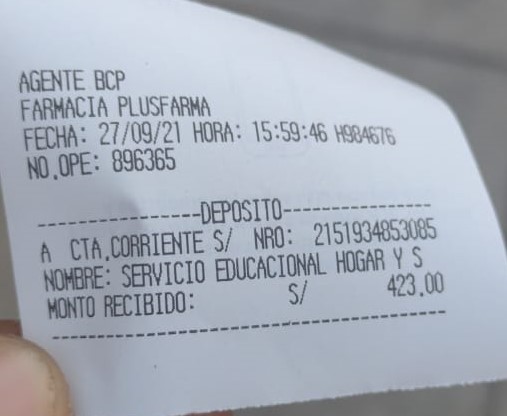 AGENTE BCP
FARMACIA PLUSFARMA
FECHA: 27/09/21 HORA: 15:59:46 H984676
NO.OPE: 896365
----------------DEPOSITO----------------
A CTA.CORRIENTE S/ NRO: 2151934853085
NOMBRE: SERVICIO EDUCACIONAL HOGAR Y S
MONTO RECIBIDO: S/ 423.00
----------------------------------------